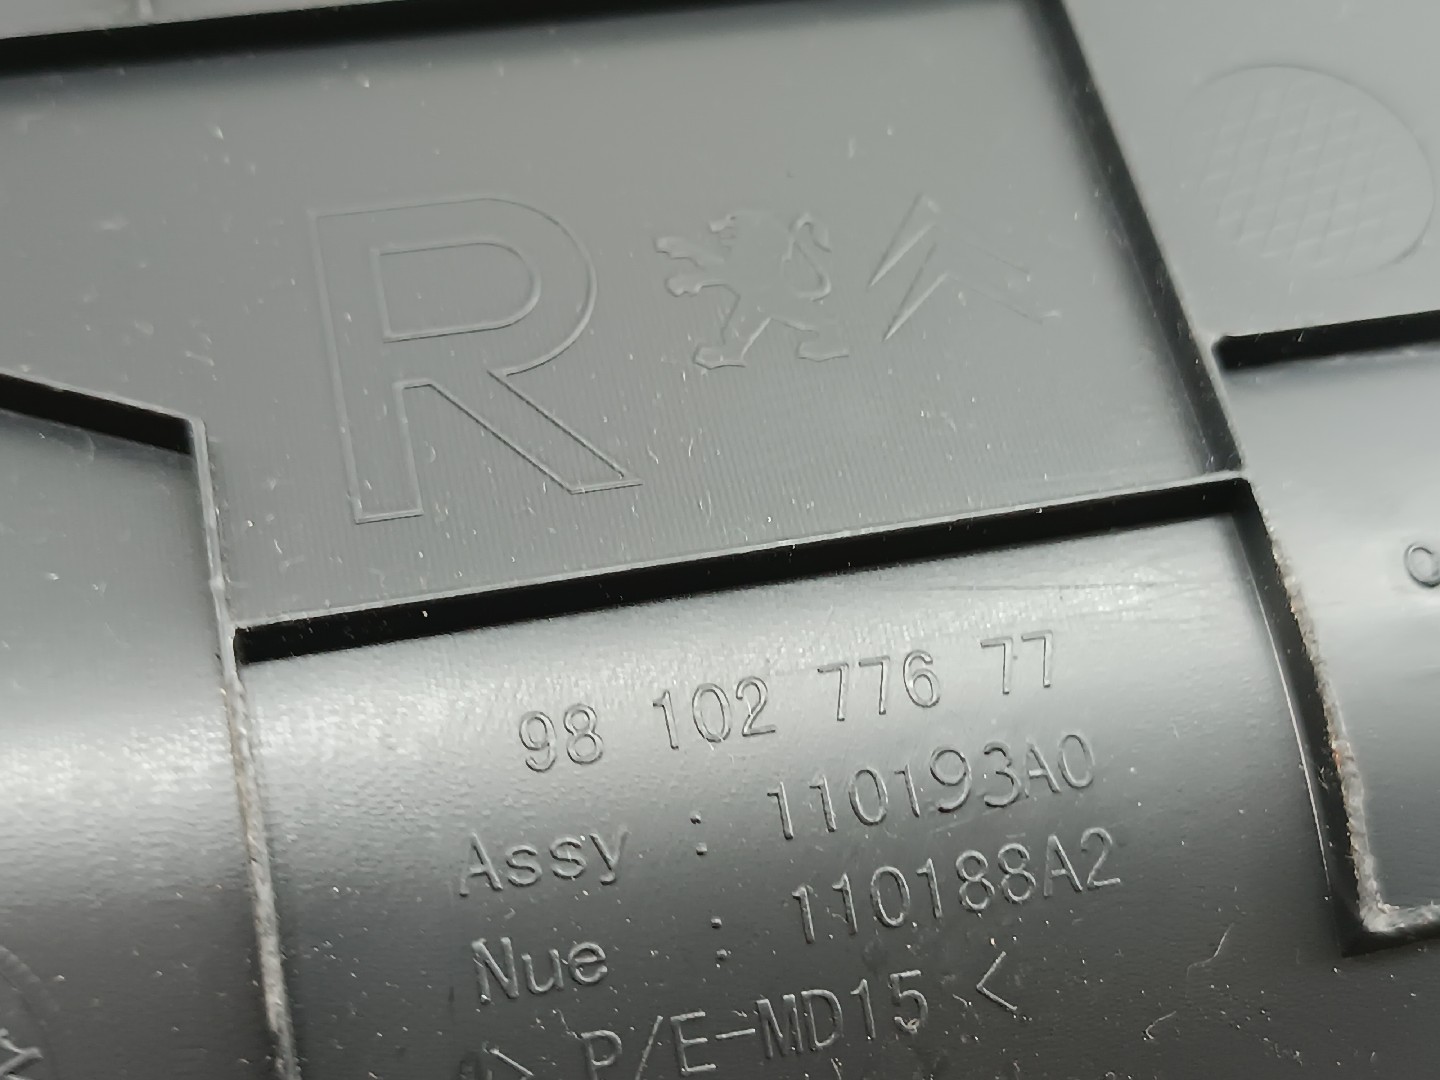 R
98 102 776 77
Assy : 110193A0
Nue : 110188A2
> P/E-MD15 <